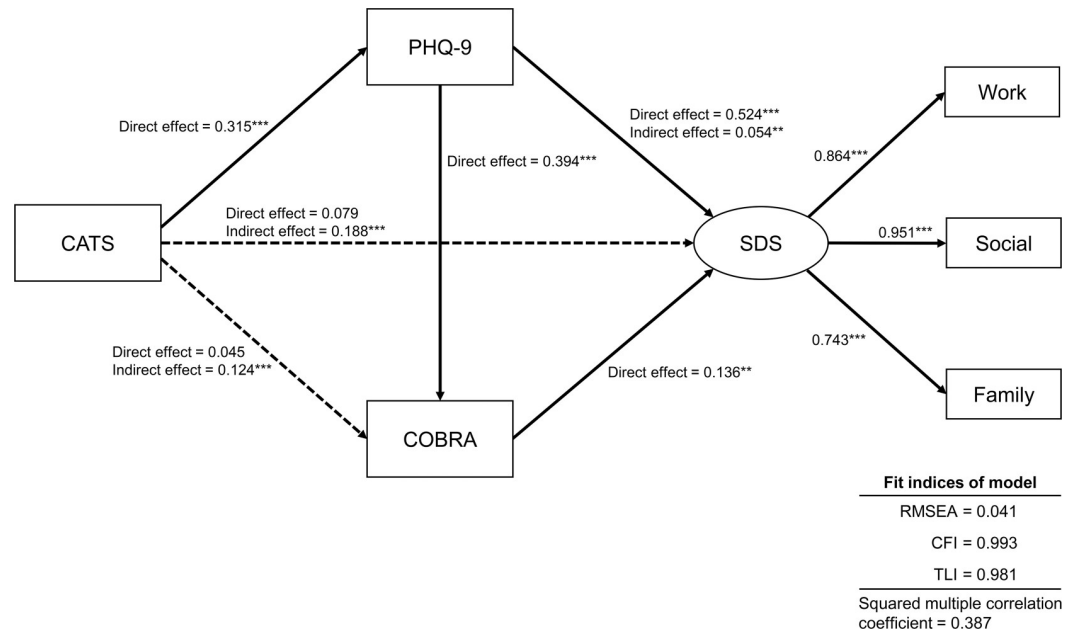 PHQ-9
Work
Direct effect = 0.524***
Indirect effect = 0.054**
Direct effect = 0.315***
0.864***
Direct effect = 0.394***
Direct effect = 0.079
Indirect effect = 0.188***
CATS
SDS
0.951***
Social
Direct effect = 0.045
Indirect effect = 0.124***
0.743***
Direct effect = 0.136**
Family
COBRA
Fit indices of model
RMSEA = 0.041
CFI = 0.993
TLI = 0.981
Squared multiple correlation
coefficient = 0.387